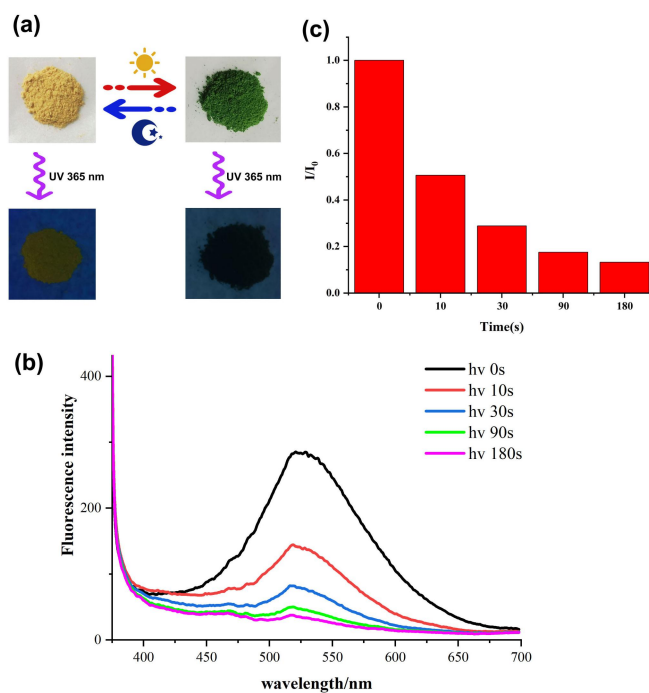 (a)
UV 365 nm
UV 365 nm
(c)
I/I0
1.0
0.8
0.6
0.4
0.2
0.0
0
10
30
90
180
Time(s)
(b)
Fluorescence intensity
400
200
0
hv 0s
hv 10s
hv 30s
hv 90s
hv 180s
400
450
500
550
600
650
700
wavelength/nm